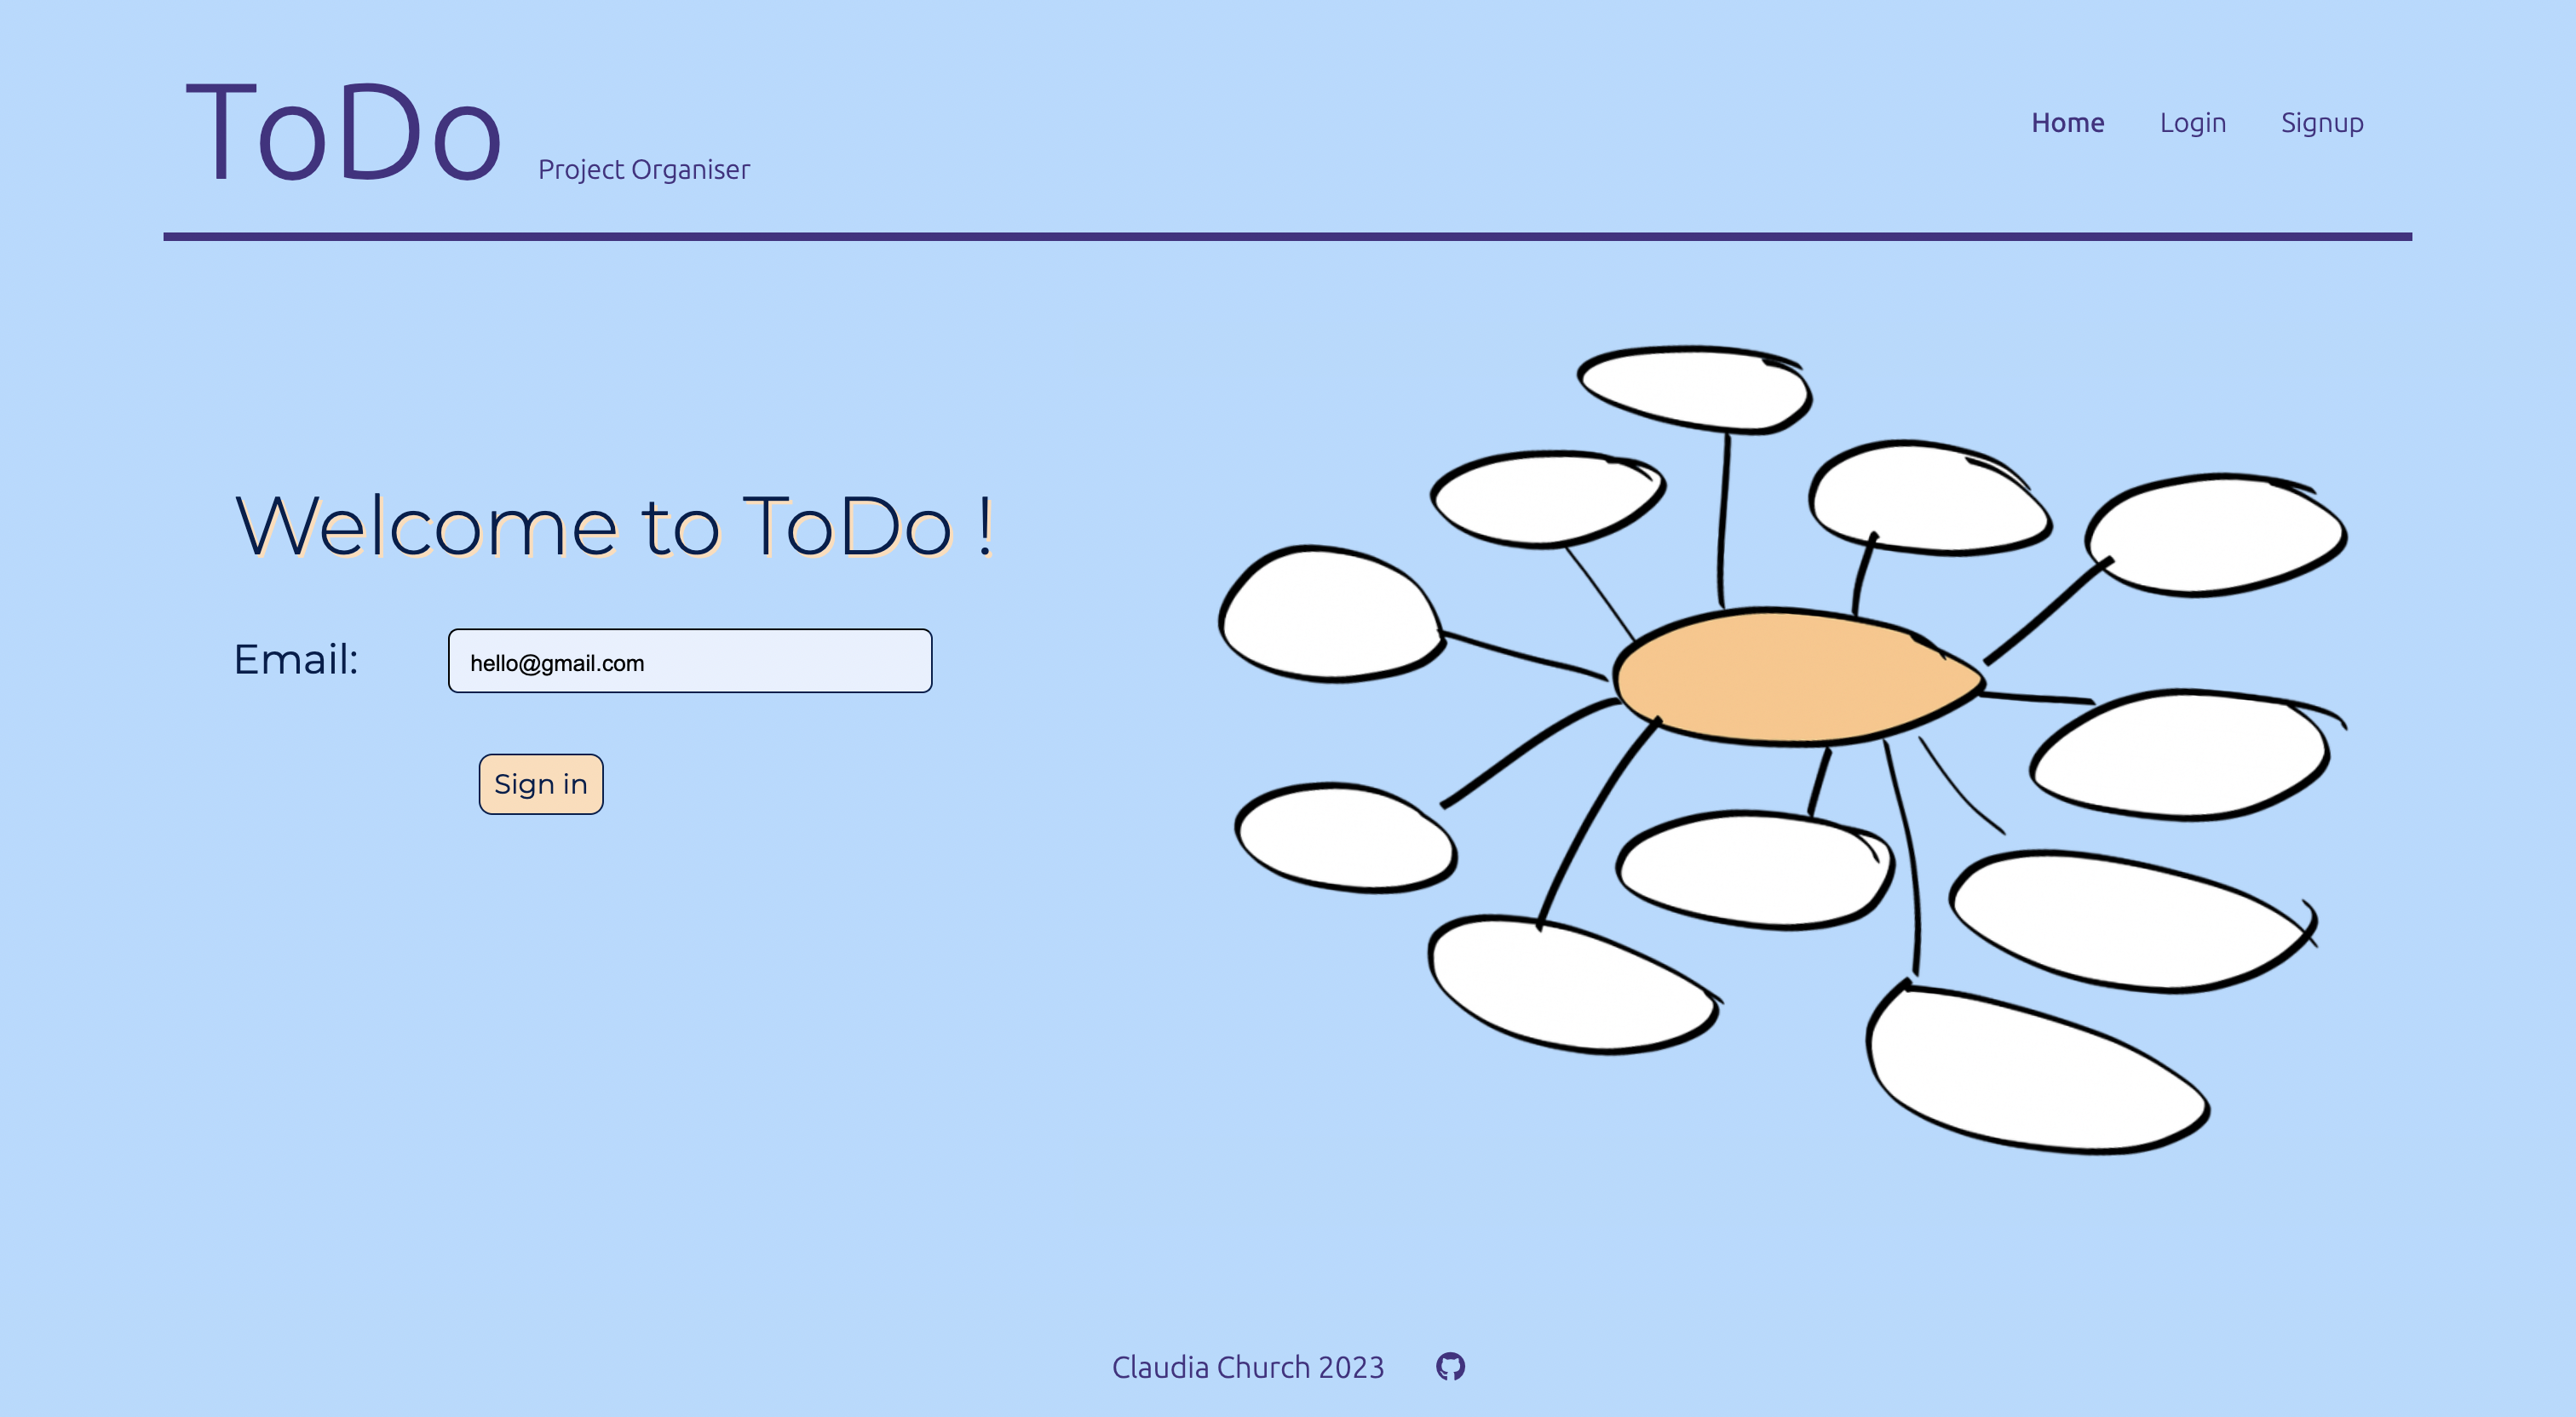 ToDo Project Organiser
Home Login Signup
Welcome to ToDo !
Email: hello@gmail.com
Sign in
Claudia Church 2023